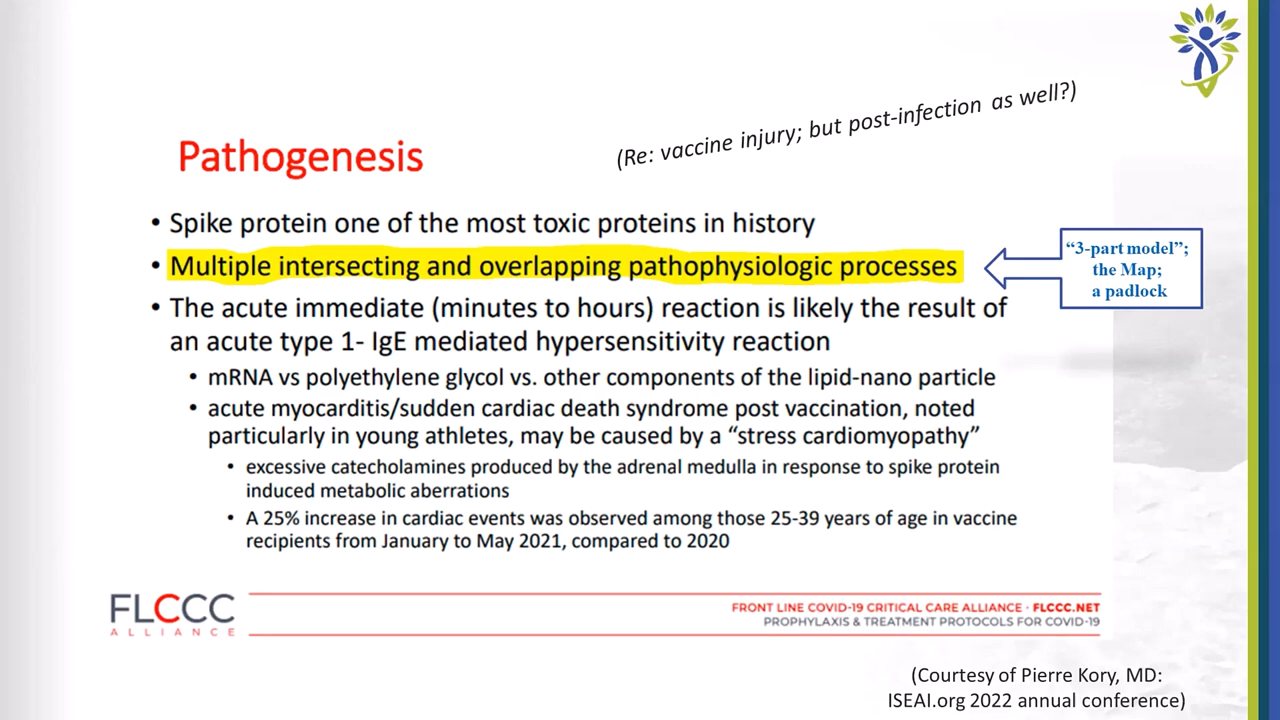 (Re: vaccine injury; but post-infection as well?)
Pathogenesis
• Spike protein one of the most toxic proteins in history
• Multiple intersecting and overlapping pathophysiologic processes
“3-part model”;
the Map;
a padlock
• The acute immediate (minutes to hours) reaction is likely the result of
an acute type 1- IgE mediated hypersensitivity reaction
• mRNA vs polyethylene glycol vs. other components of the lipid-nano particle
• acute myocarditis/sudden cardiac death syndrome post vaccination, noted
particularly in young athletes, may be caused by a “stress cardiomyopathy”
• excessive catecholamines produced by the adrenal medulla in response to spike protein
induced metabolic aberrations
• A 25% increase in cardiac events was observed among those 25-39 years of age in vaccine
recipients from January to May 2021, compared to 2020
FLCCC
ALLIANCE
FRONT LINE COVID-19 CRITICAL CARE ALLIANCE · FLCCC.NET
PROPHYLAXIS & TREATMENT PROTOCOLS FOR COVID-19
(Courtesy of Pierre Kory, MD:
ISEAI.org 2022 annual conference)